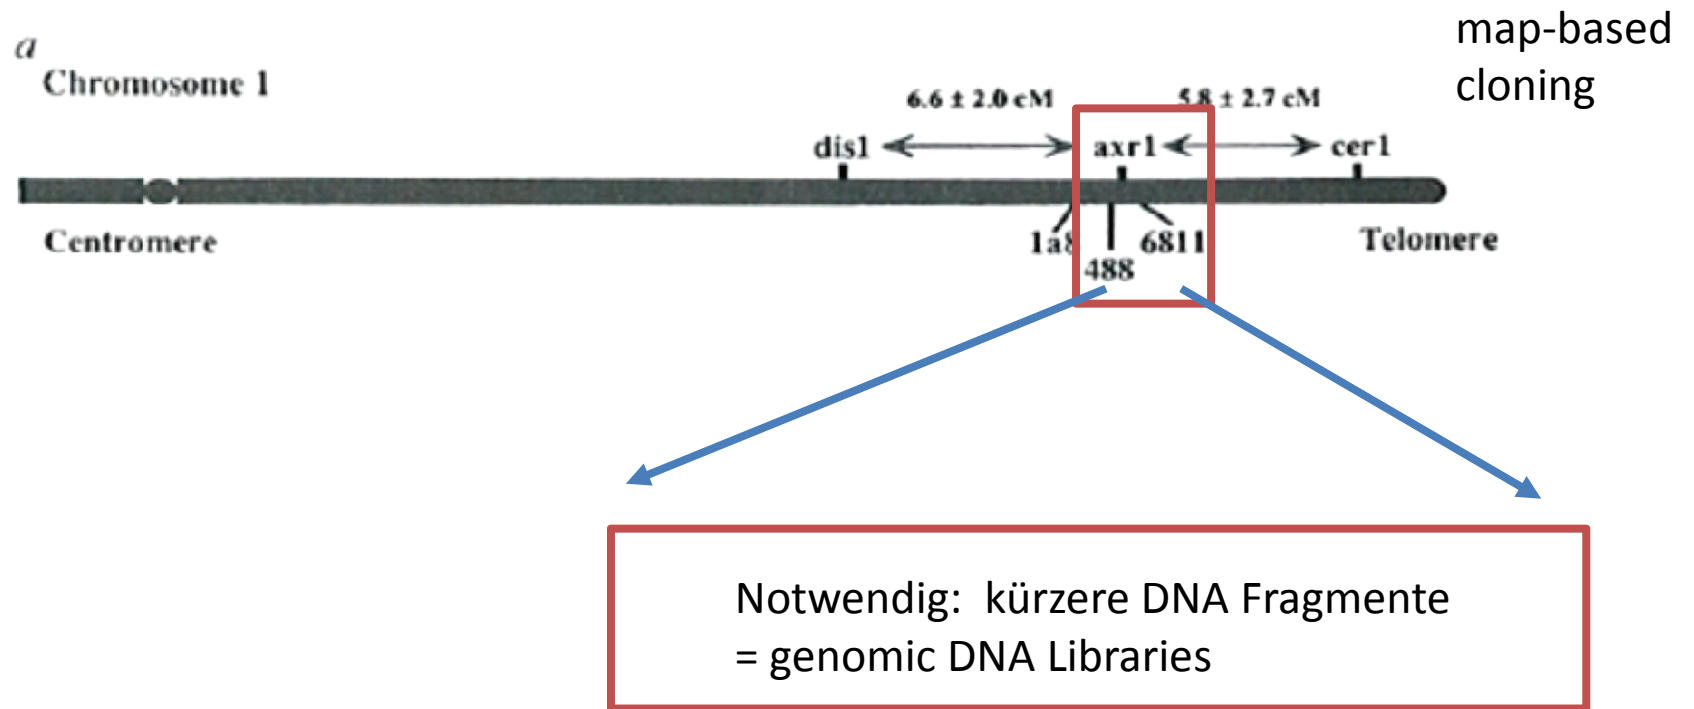 map-based
cloning
a
Chromosome 1
6.6 ± 2.0 cM 5.8 ± 2.7 cM
dis1 axr1 cer1
Centromere 1a8 6811 Telomere
488
Notwendig: kürzere DNA Fragmente
= genomic DNA Libraries